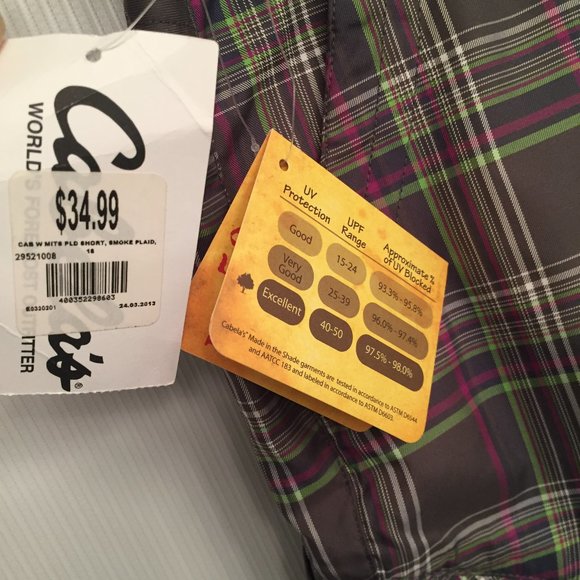 Cabela's®
WORLD'S FOREMOST OUTFITTER
$34.99
CAB W MITS PLD SHORT, SMOKE PLAID,
16
29521008
400352298603
E0320201 24.03.2013
UV Protection UPF Range Approximate % of UV Blocked
Good 15-24 93.3% - 95.8%
Very Good 25-39 96.0% - 97.4%
Excellent 40-50 97.5% - 98.0%
Cabela's® Made in the Shade garments are tested in accordance to ASTM D6544
and AATCC 183 and labeled in accordance to ASTM D6603.